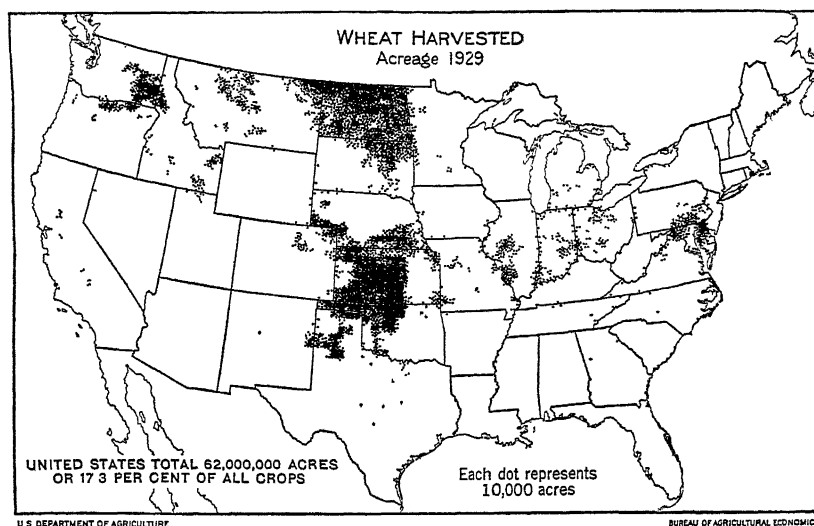 WHEAT HARVESTED
Acreage 1929
UNITED STATES TOTAL 62,000,000 ACRES
OR 17 3 PER CENT OF ALL CROPS
Each dot represents
10,000 acres
U.S. DEPARTMENT OF AGRICULTURE
BUREAU OF AGRICULTURAL ECONOMIC